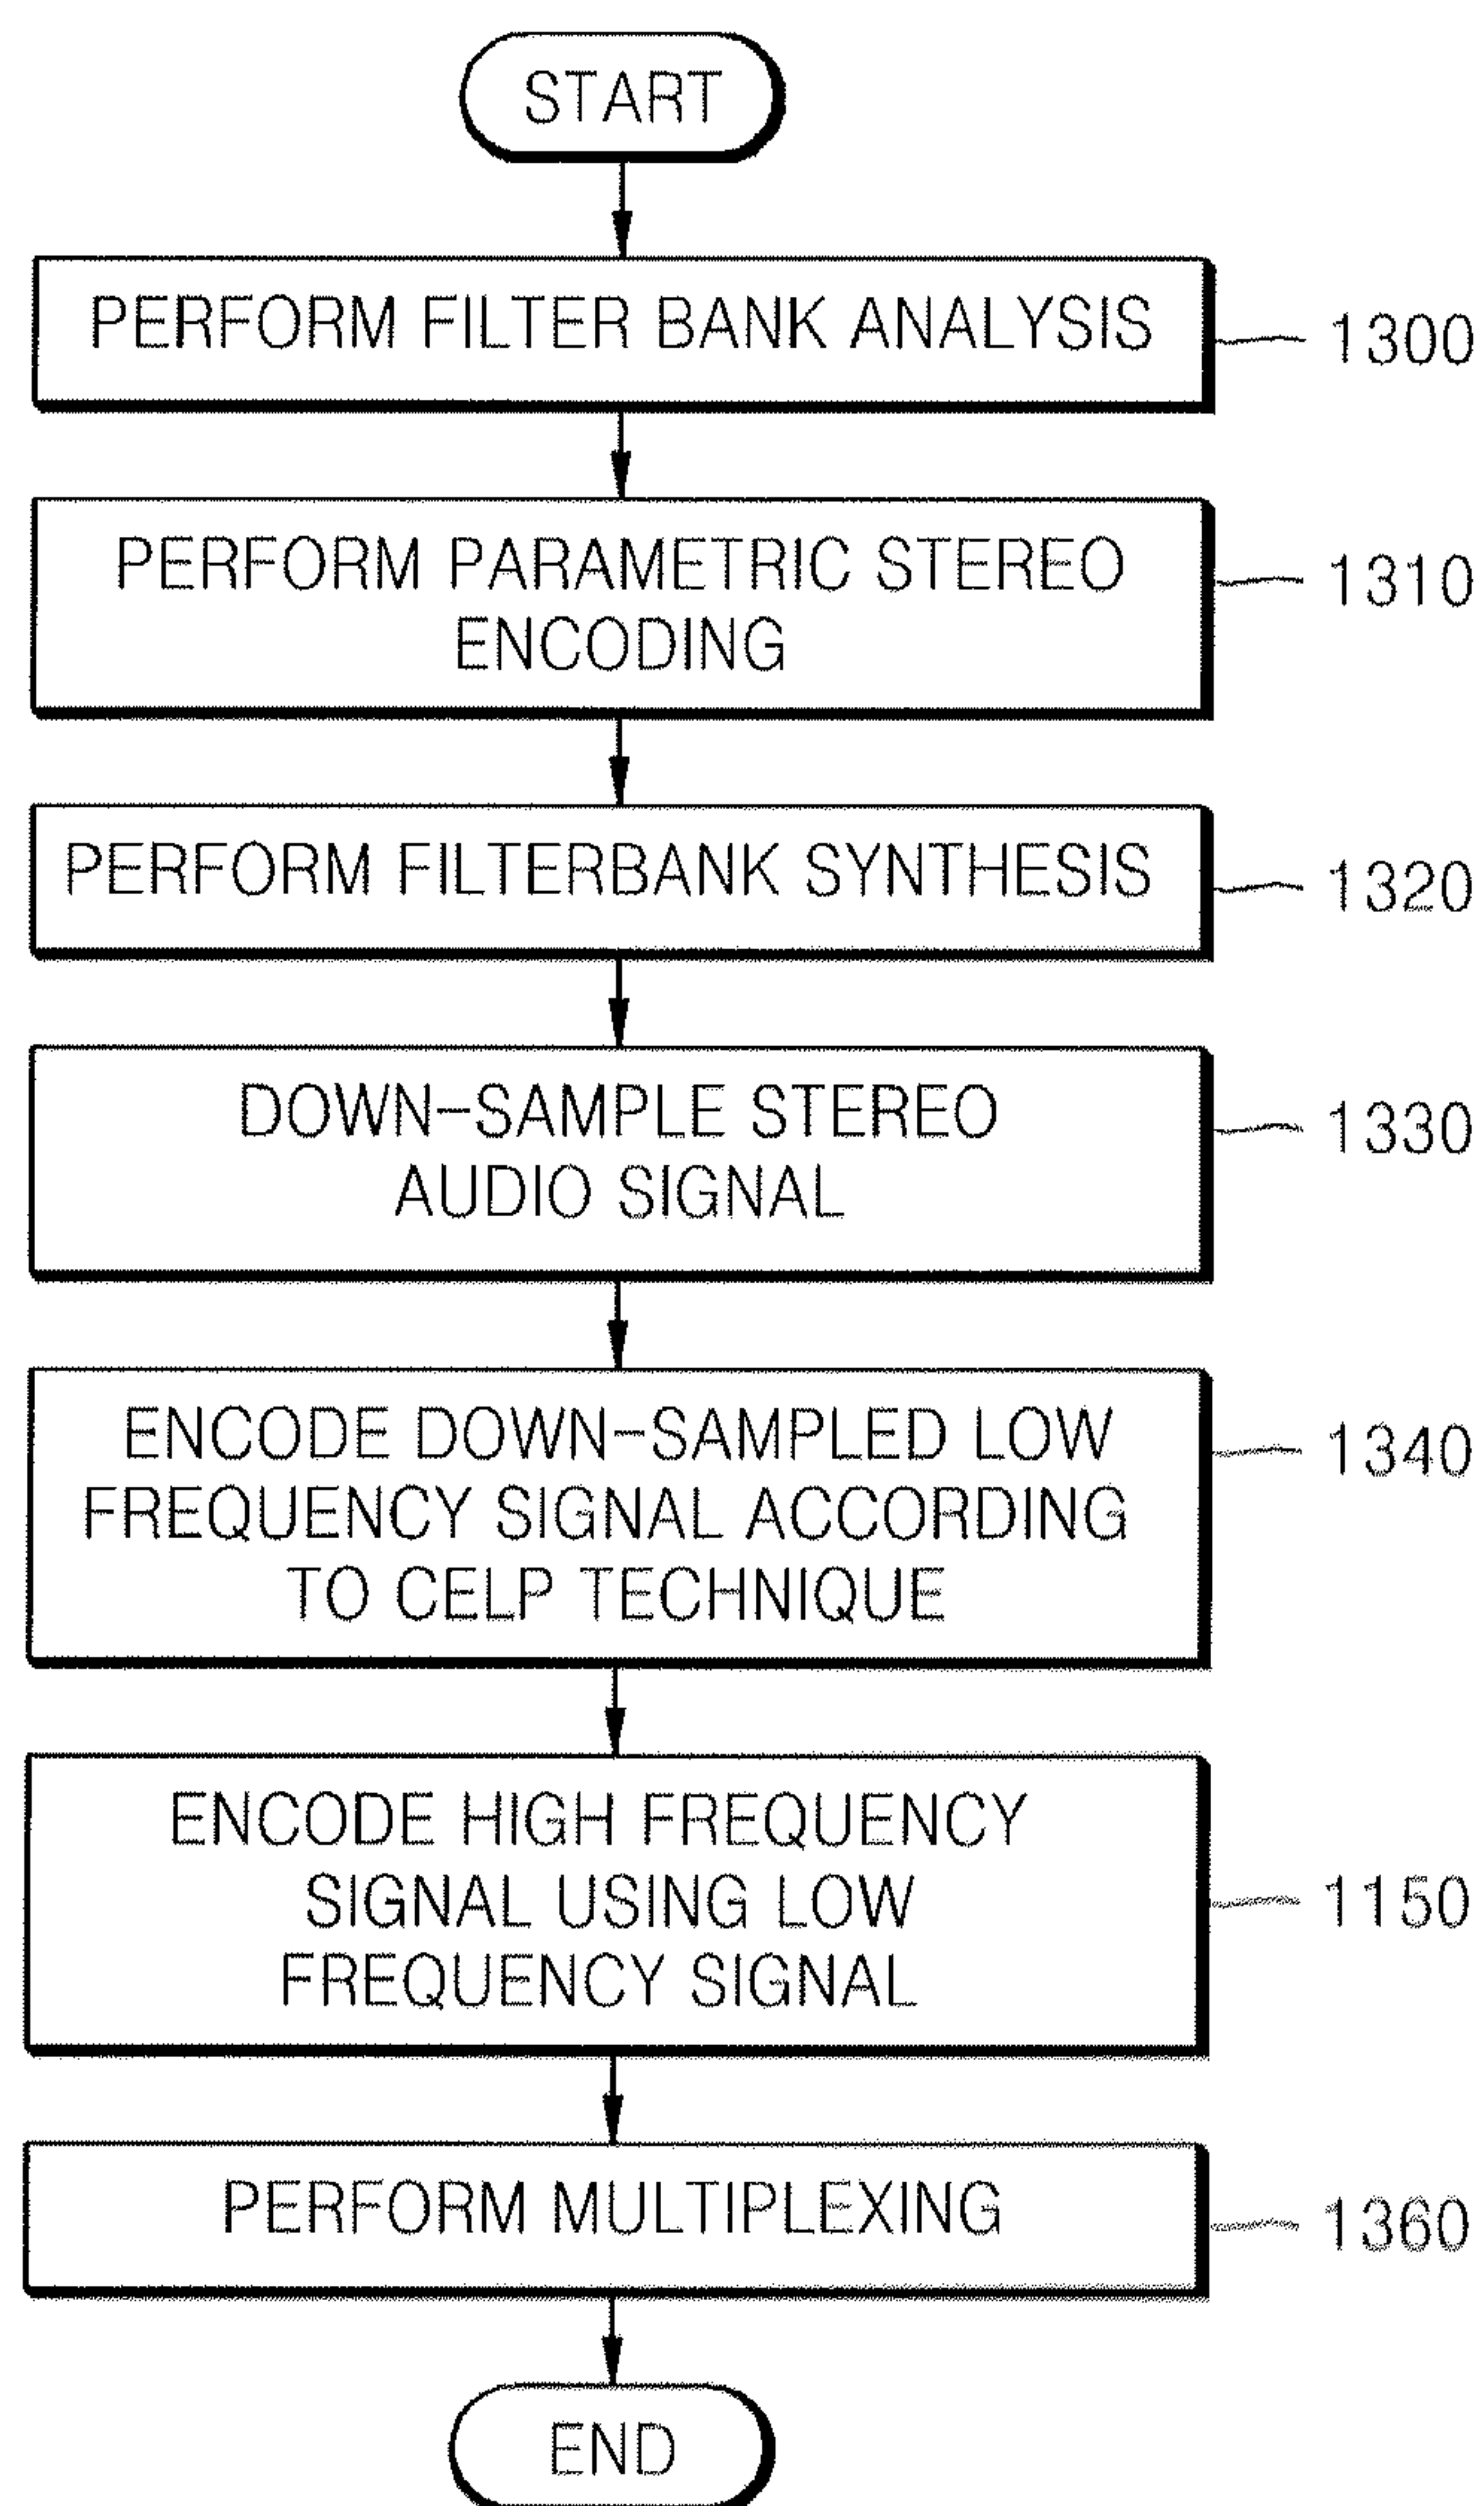 START
PERFORM FILTER BANK ANALYSIS
1300
PERFORM PARAMETRIC STEREO
ENCODING
1310
PERFORM FILTERBANK SYNTHESIS
1320
DOWN-SAMPLE STEREO
AUDIO SIGNAL
1330
ENCODE DOWN-SAMPLED LOW
FREQUENCY SIGNAL ACCORDING
TO CELP TECHNIQUE
1340
ENCODE HIGH FREQUENCY
SIGNAL USING LOW
FREQUENCY SIGNAL
1150
PERFORM MULTIPLEXING
1360
END